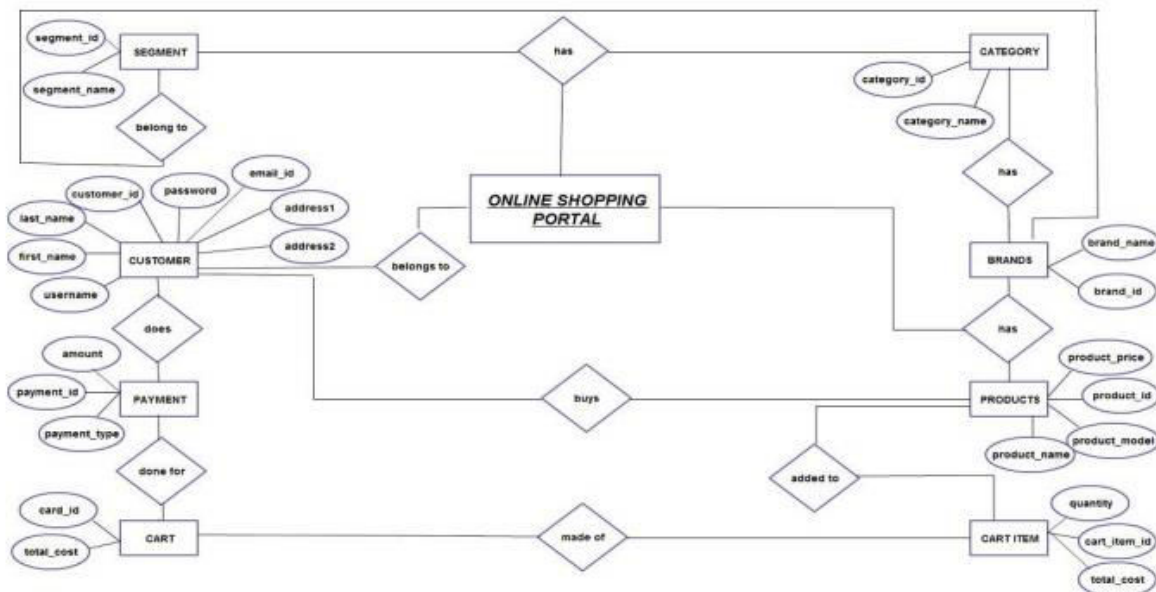 segment_id
SEGMENT
has
CATEGORY
segment_name
category_id
category_name
belong to
has
customer_id
password
email_id
ONLINE SHOPPING
PORTAL
last_name
address1
first_name
CUSTOMER
address2
belongs to
username
BRANDS
brand_name
brand_id
does
has
amount
payment_id
PAYMENT
payment_type
buys
PRODUCTS
product_price
product_id
product_model
product_name
done for
added to
card_id
CART
total_cost
made of
CART ITEM
quantity
cart_item_id
total_cost